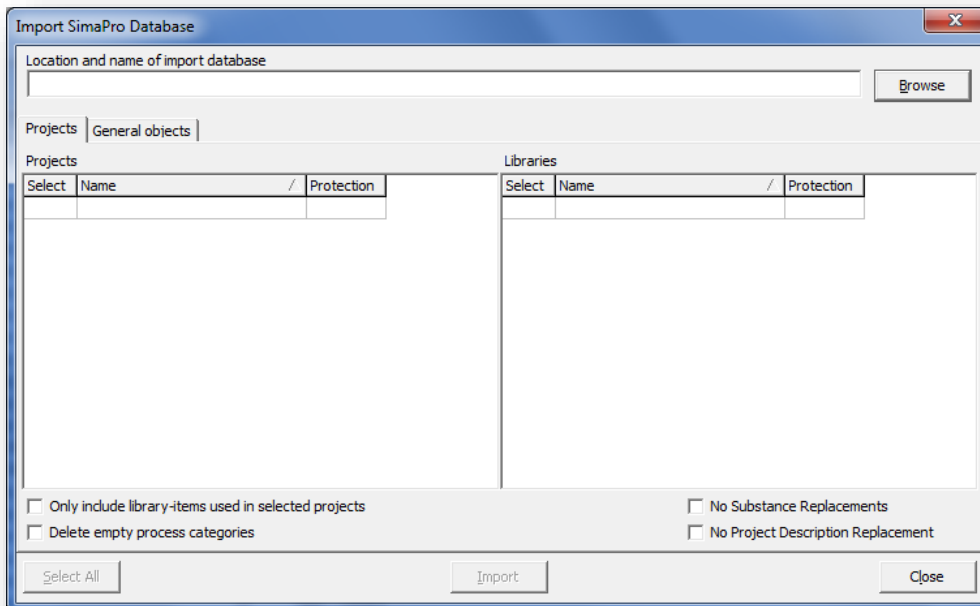 Import SimaPro Database
Location and name of import database
Browse
Projects General objects
Projects Libraries
Select Name / Protection Select Name / Protection
Only include library-items used in selected projects No Substance Replacements
Delete empty process categories No Project Description Replacement
Select All Import Close